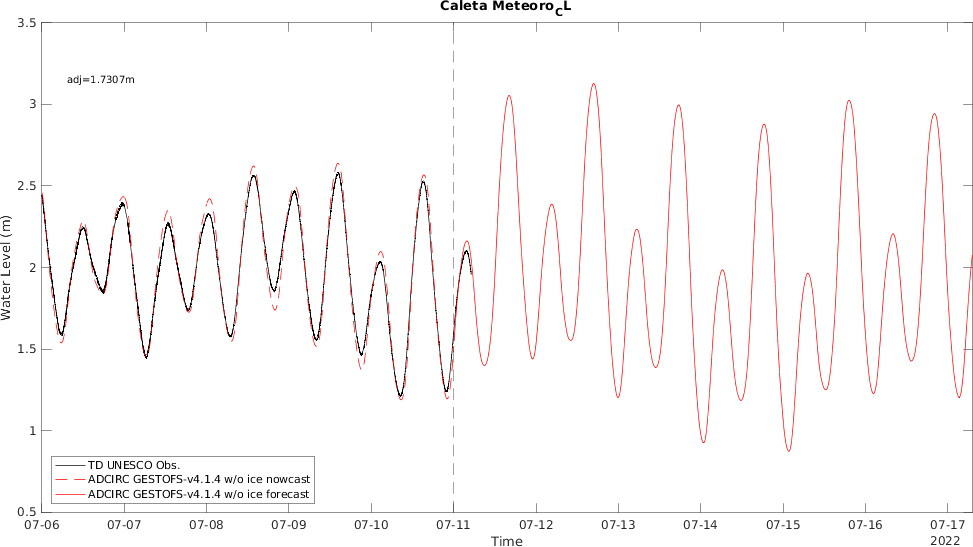 Caleta Meteoro_CL
3.5
adj=1.7307m
3
2.5
2
1.5
1
0.5
Water Level (m)
TD UNESCO Obs.
ADCIRC GESTOFS-v4.1.4 w/o ice nowcast
ADCIRC GESTOFS-v4.1.4 w/o ice forecast
07-06 07-07 07-08 07-09 07-10 07-11 07-12 07-13 07-14 07-15 07-16 07-17
Time 2022